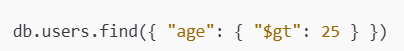 db.users.find({ "age": { "$gt": 25 } })